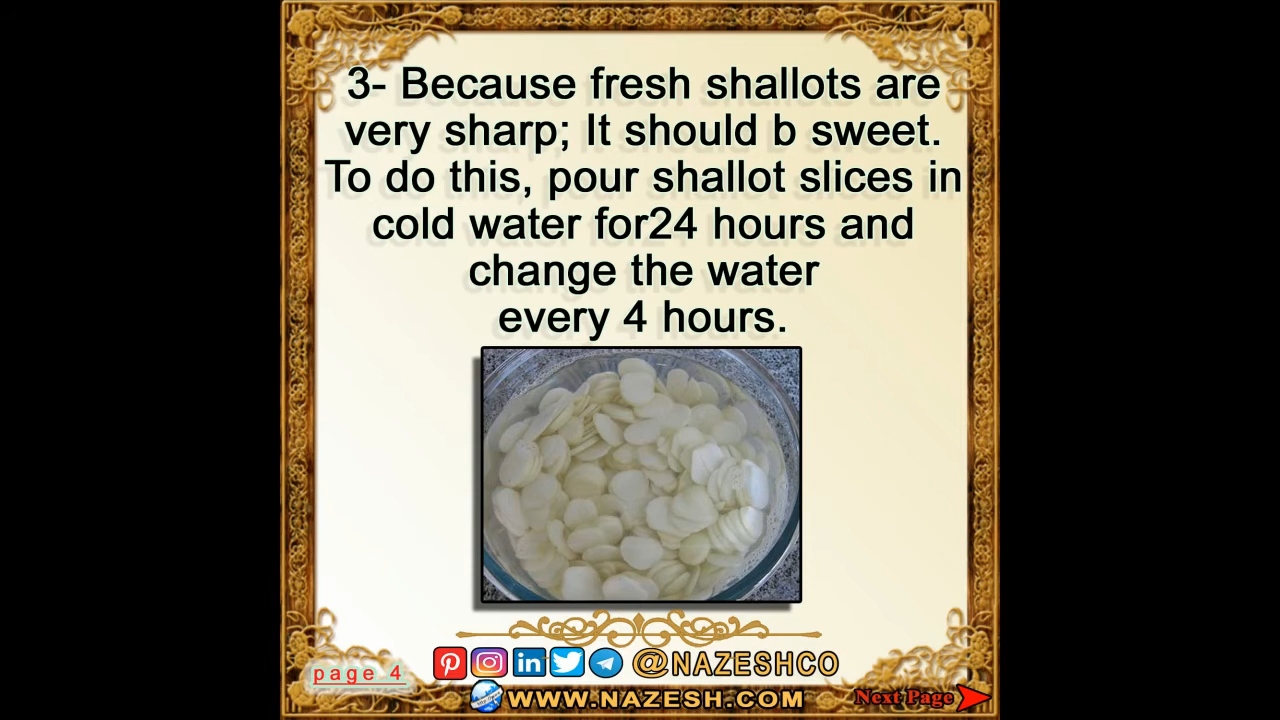 3- Because fresh shallots are
very sharp; It should b sweet.
To do this, pour shallot slices in
cold water for24 hours and
change the water
every 4 hours.
@NAZESHCO
page 4
WWW.NAZESH.COM
Next Page